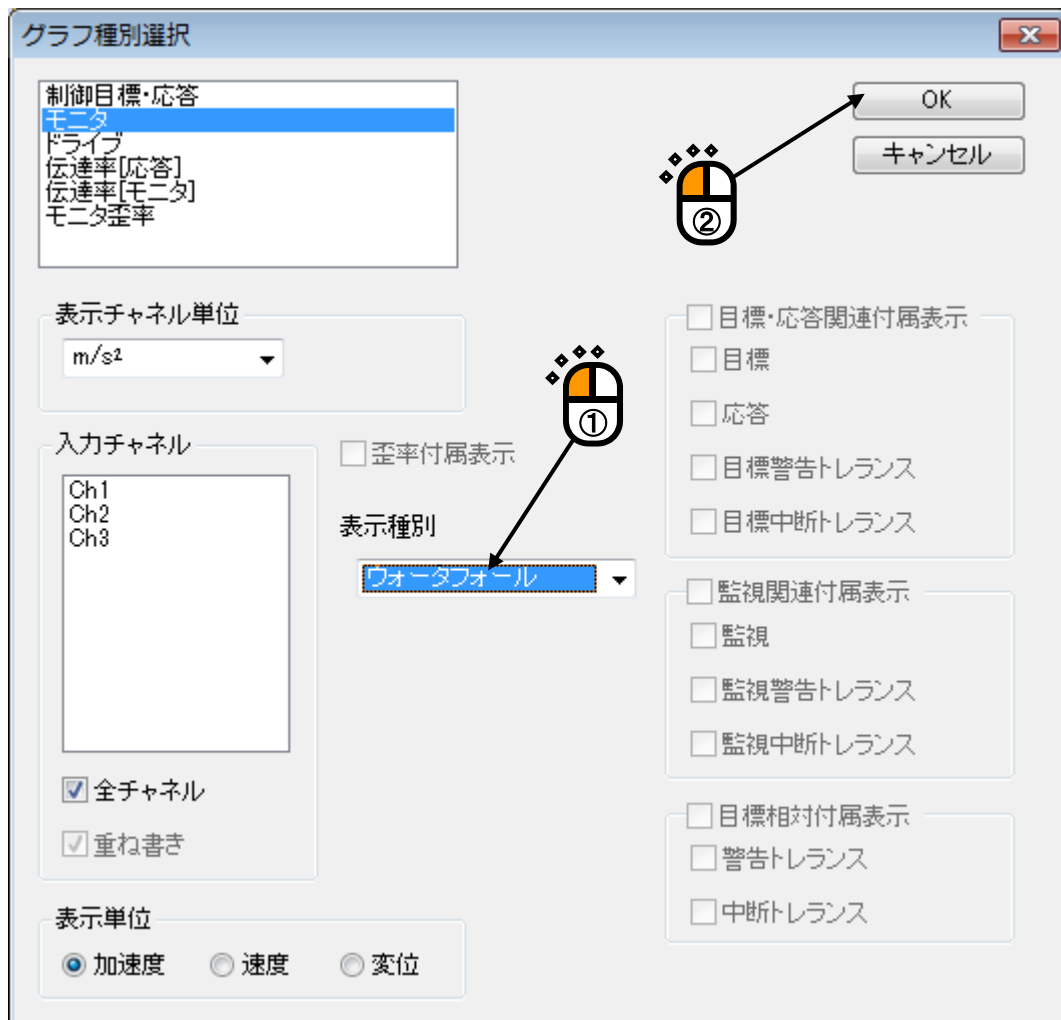 グラフ種別選択
制御目標・応答
モニタ
ドライブ
伝達率[応答]
伝達率[モニタ]
モニタ歪率
OK
キャンセル
②
表示チャネル単位
m/s²
①
入力チャネル
Ch1
Ch2
Ch3
全チャネル
重ね書き
歪率付属表示
表示種別
ウォータフォール
目標・応答関連付属表示
目標
応答
目標警告トレランス
目標中断トレランス
監視関連付属表示
監視
監視警告トレランス
監視中断トレランス
目標相対付属表示
警告トレランス
中断トレランス
表示単位
加速度 速度 変位